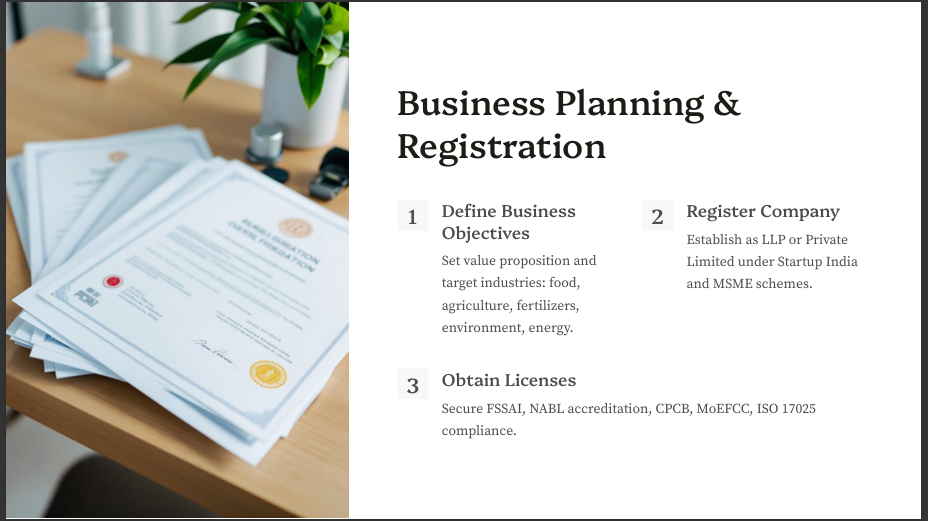 Business Planning &
Registration
1
Define Business
Objectives
Set value proposition and
target industries: food,
agriculture, fertilizers,
environment, energy.
2
Register Company
Establish as LLP or Private
Limited under Startup India
and MSME schemes.
3
Obtain Licenses
Secure FSSAI, NABL accreditation, CPCB, MoEFCC, ISO 17025
compliance.